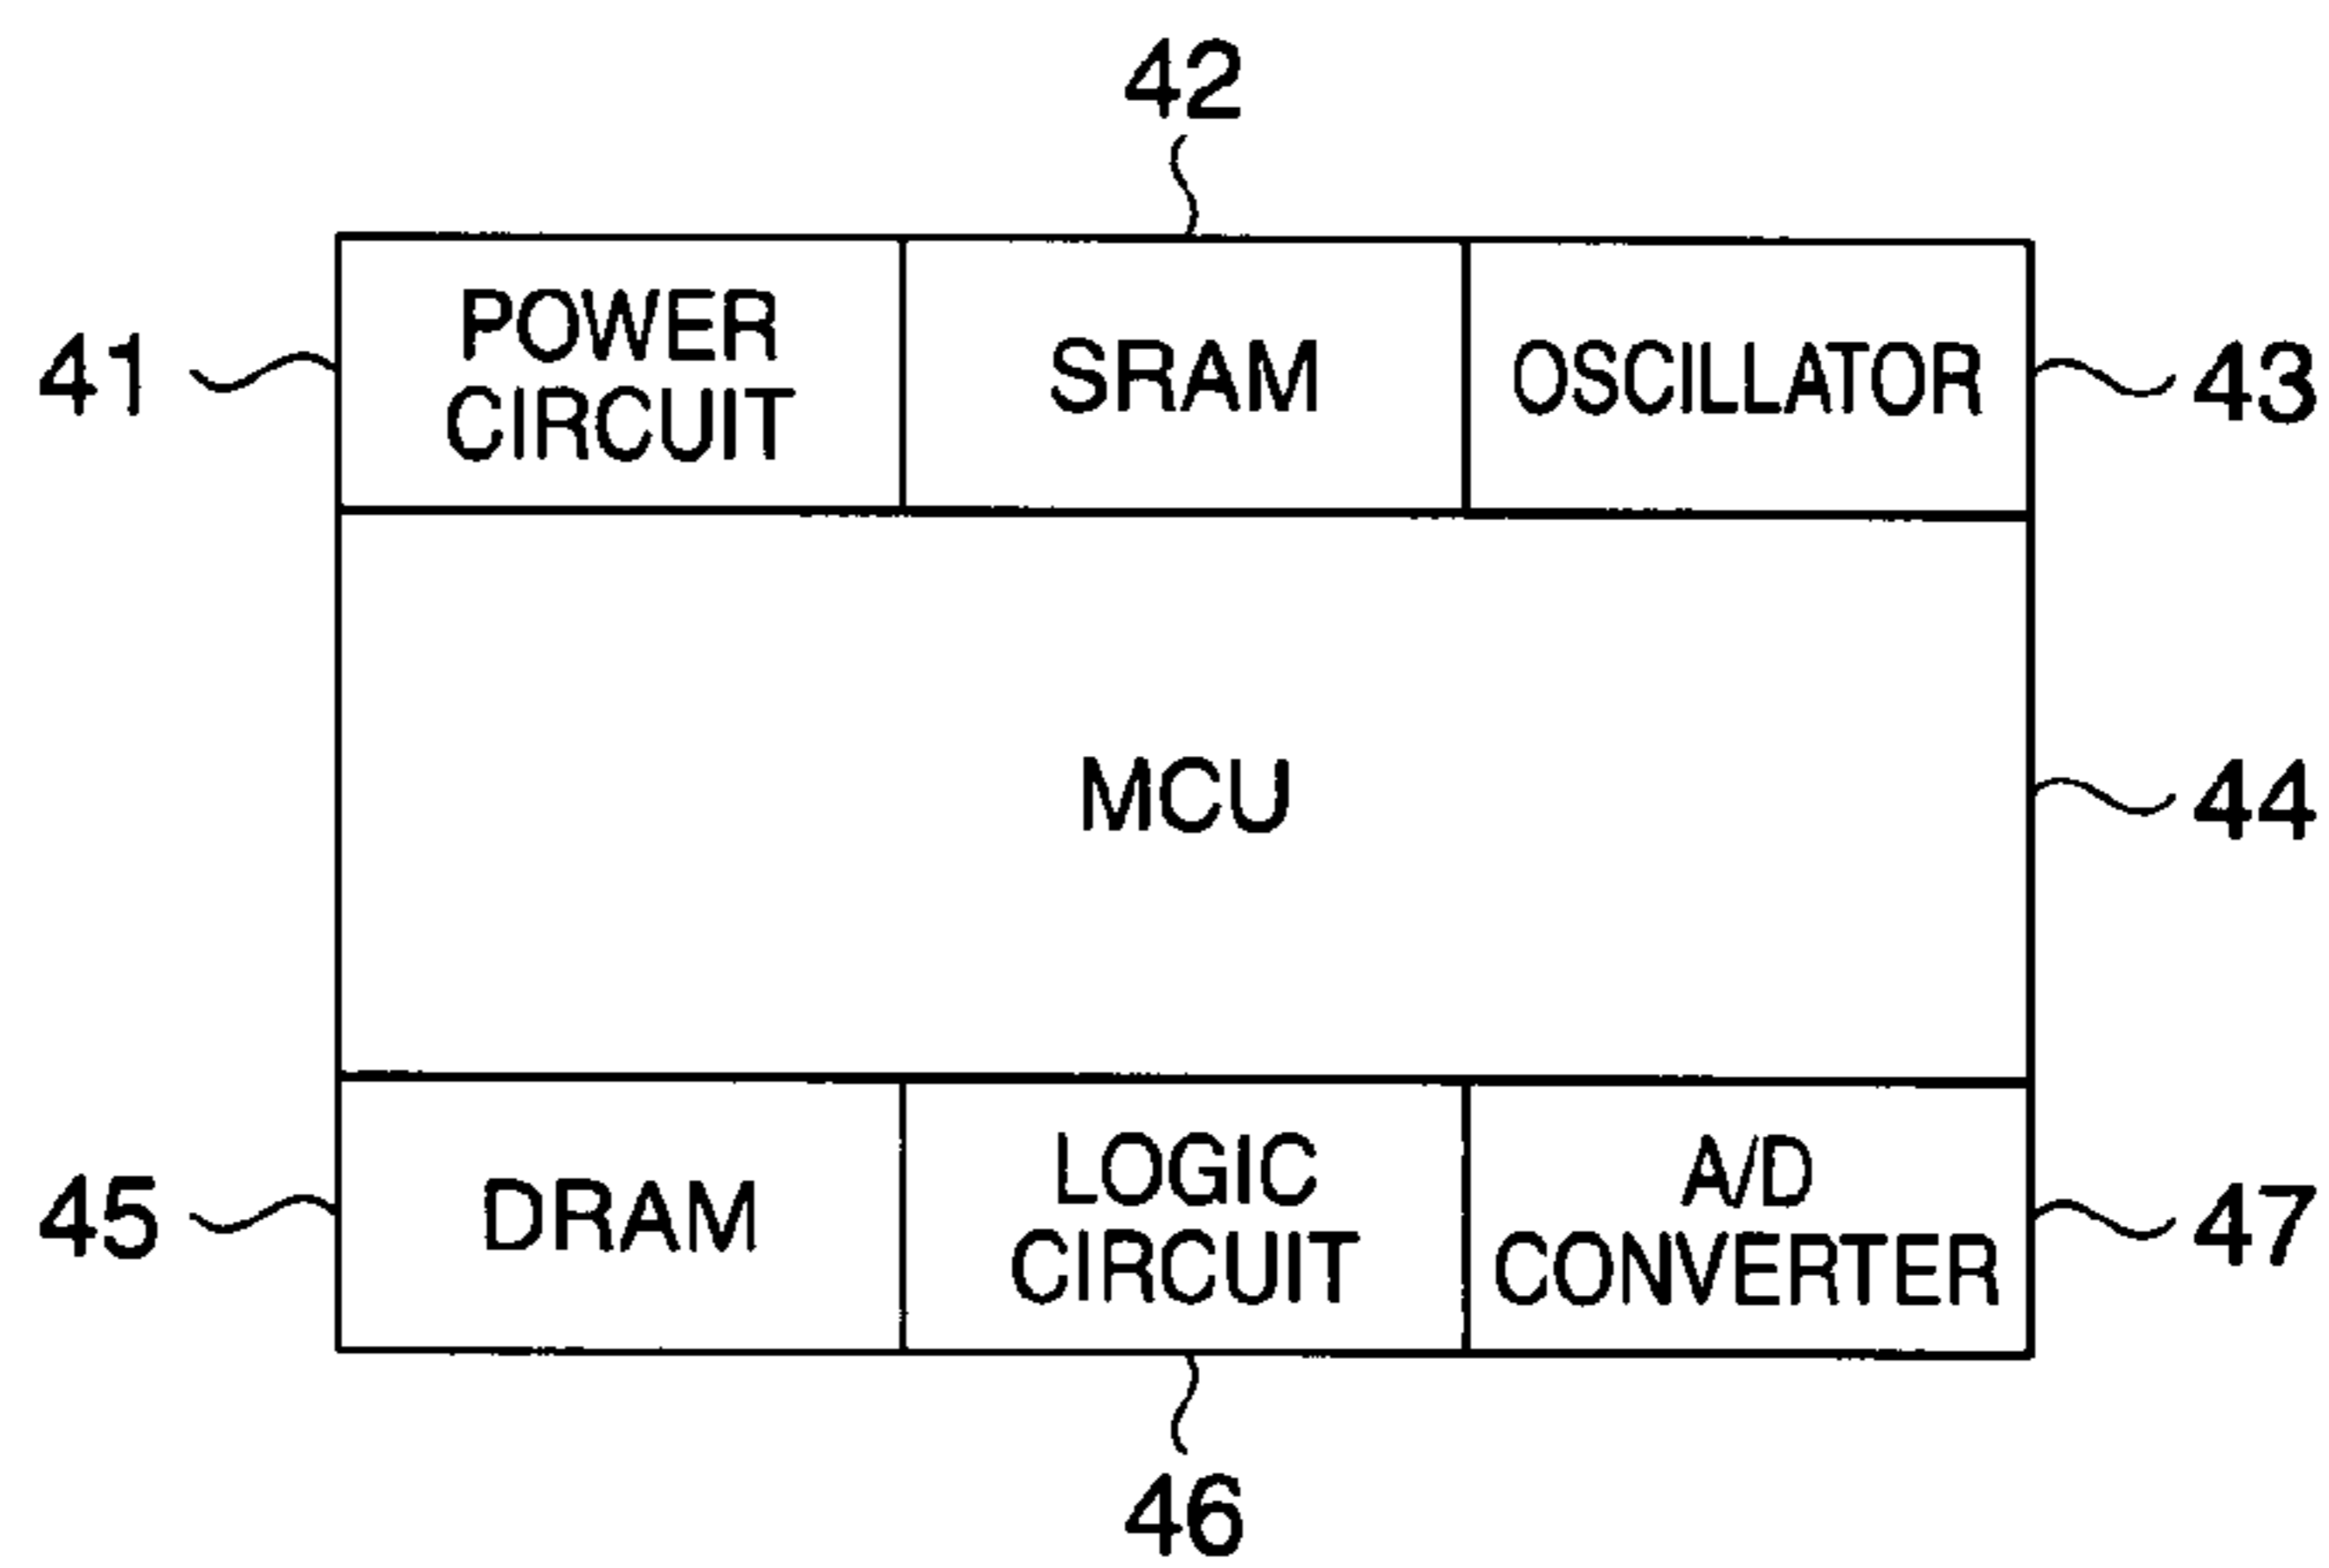 42
41
POWER
CIRCUIT
SRAM
OSCILLATOR
43
MCU
44
45
DRAM
LOGIC
CIRCUIT
A/D
CONVERTER
47
46